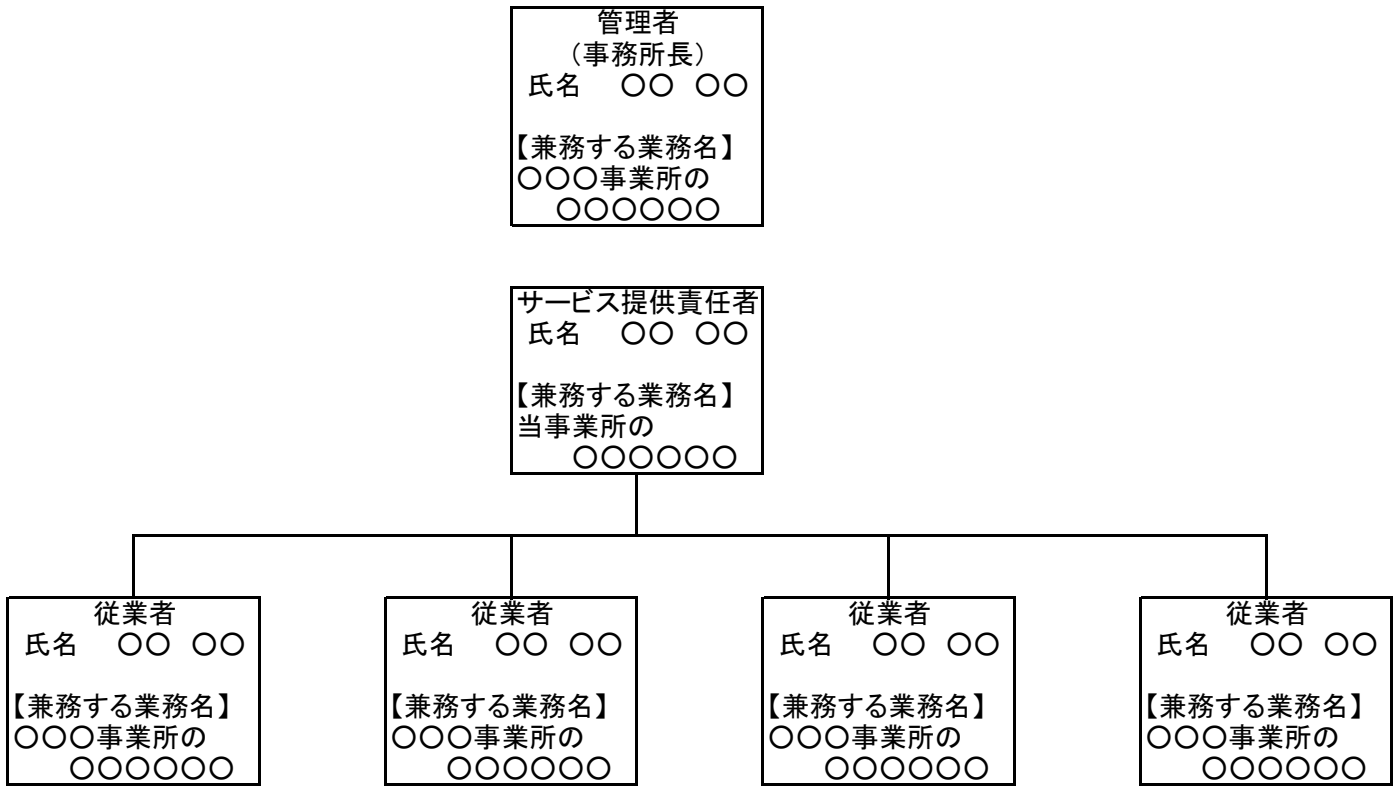 管理者
（事務所長）
氏名　○○ ○○
【兼務する業務名】
○○○事業所の
○○○○○○
サービス提供責任者
氏名　○○ ○○
【兼務する業務名】
当事業所の
○○○○○○
従業者
氏名　○○ ○○
【兼務する業務名】
○○○事業所の
○○○○○○
従業者
氏名　○○ ○○
【兼務する業務名】
○○○事業所の
○○○○○○
従業者
氏名　○○ ○○
【兼務する業務名】
○○○事業所の
○○○○○○
従業者
氏名　○○ ○○
【兼務する業務名】
○○○事業所の
○○○○○○